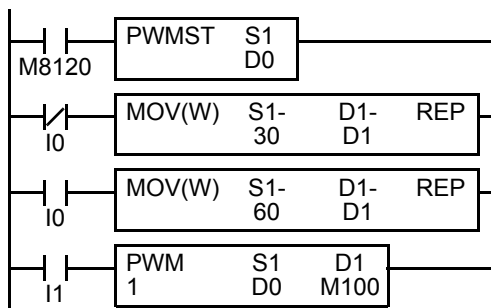 PWMST S1
M8120 D0
MOV(W) S1- D1- REP
I0 30 D1
MOV(W) S1- D1- REP
I0 60 D1
PWM S1 D1
I1 1 D0 M100